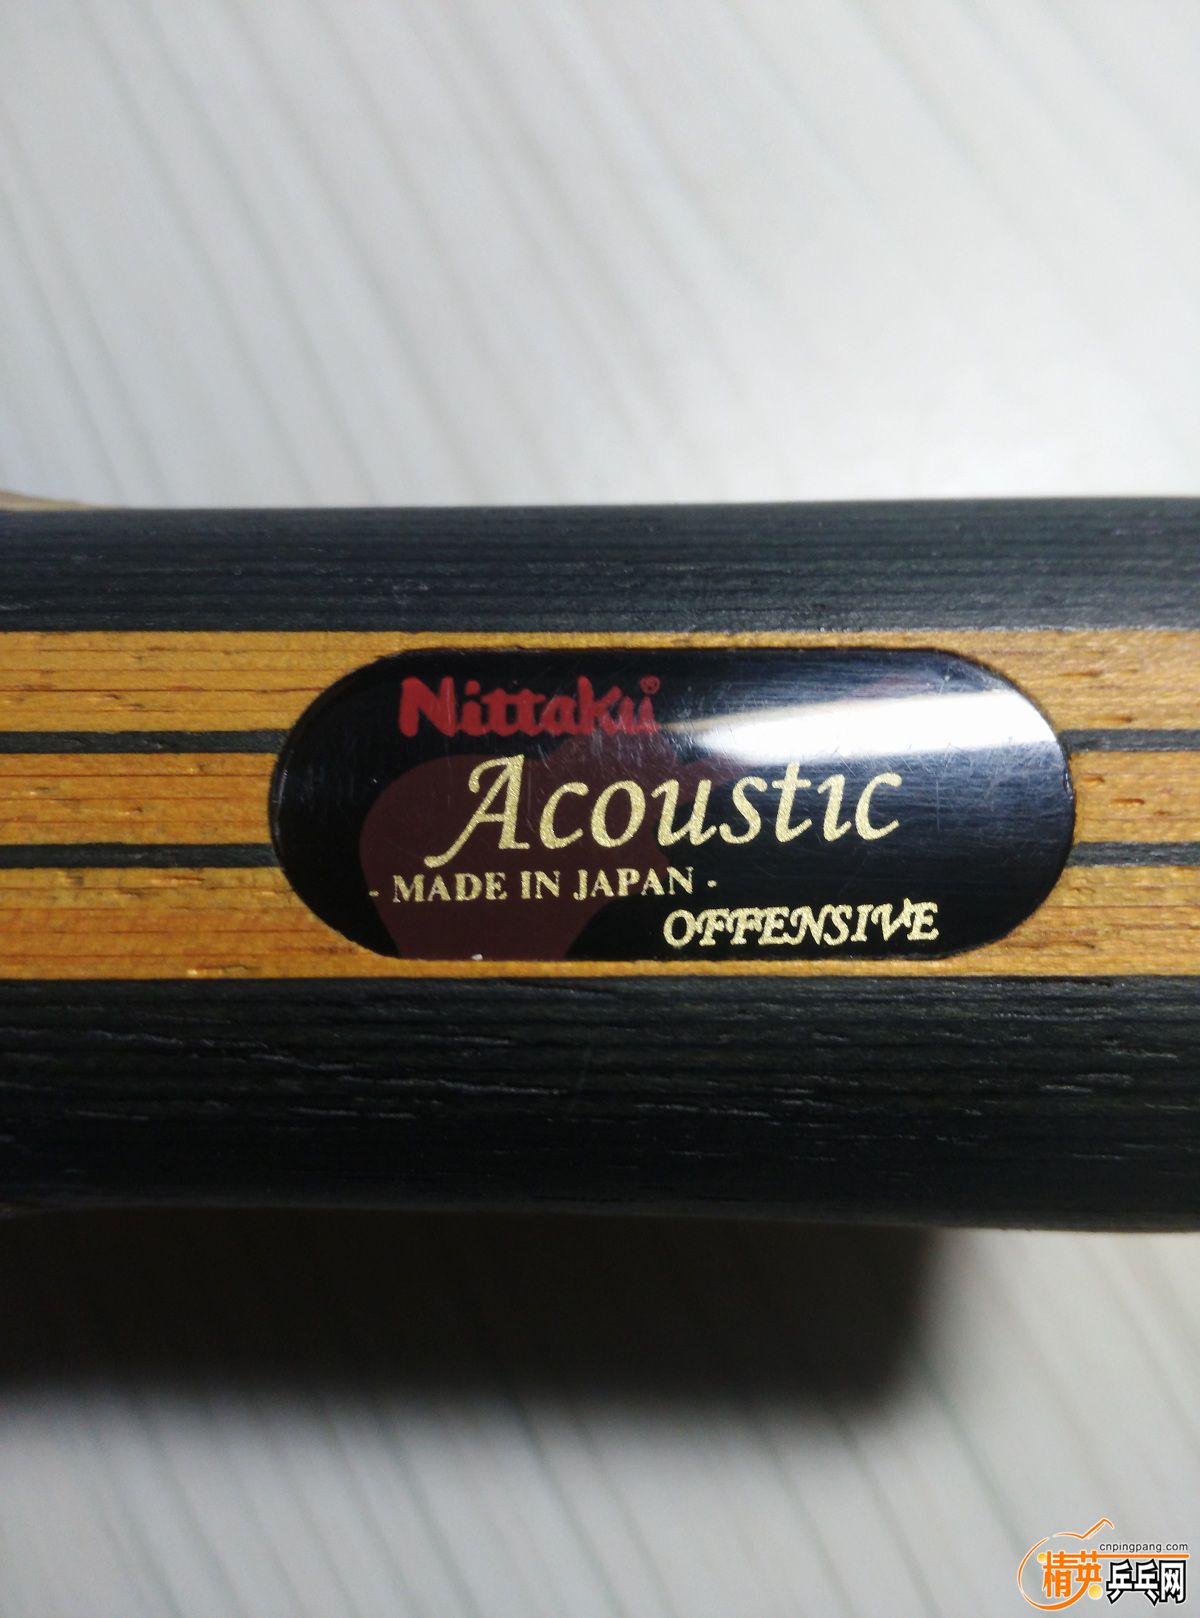 Nittaku®
Acoustic
- MADE IN JAPAN -
OFFENSIVE
cnpingpang.com
精英乒乓网